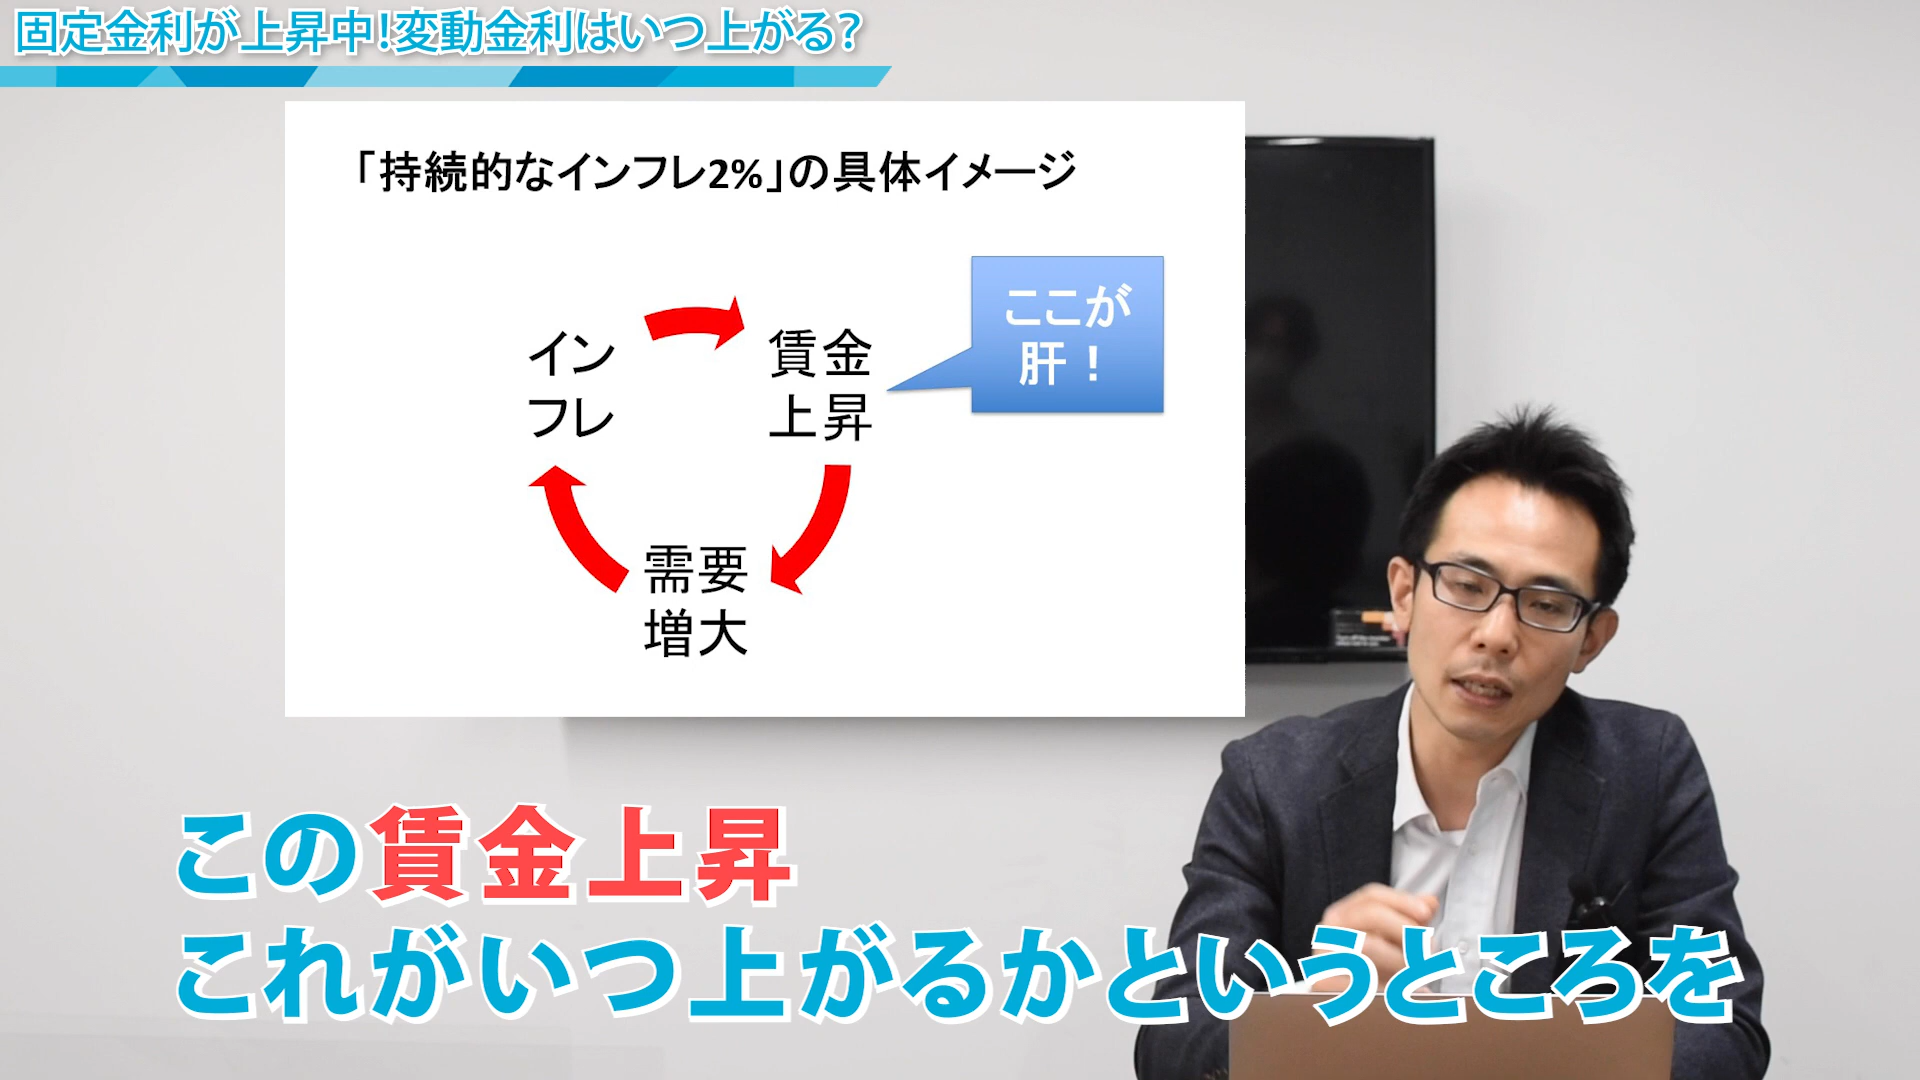 固定金利が上昇中!変動金利はいつ上がる?
「持続的なインフレ2%」の具体イメージ
イン
フレ
賃金
上昇
ここが
肝！
需要
増大
この賃金上昇
これがいつ上がるかというところを